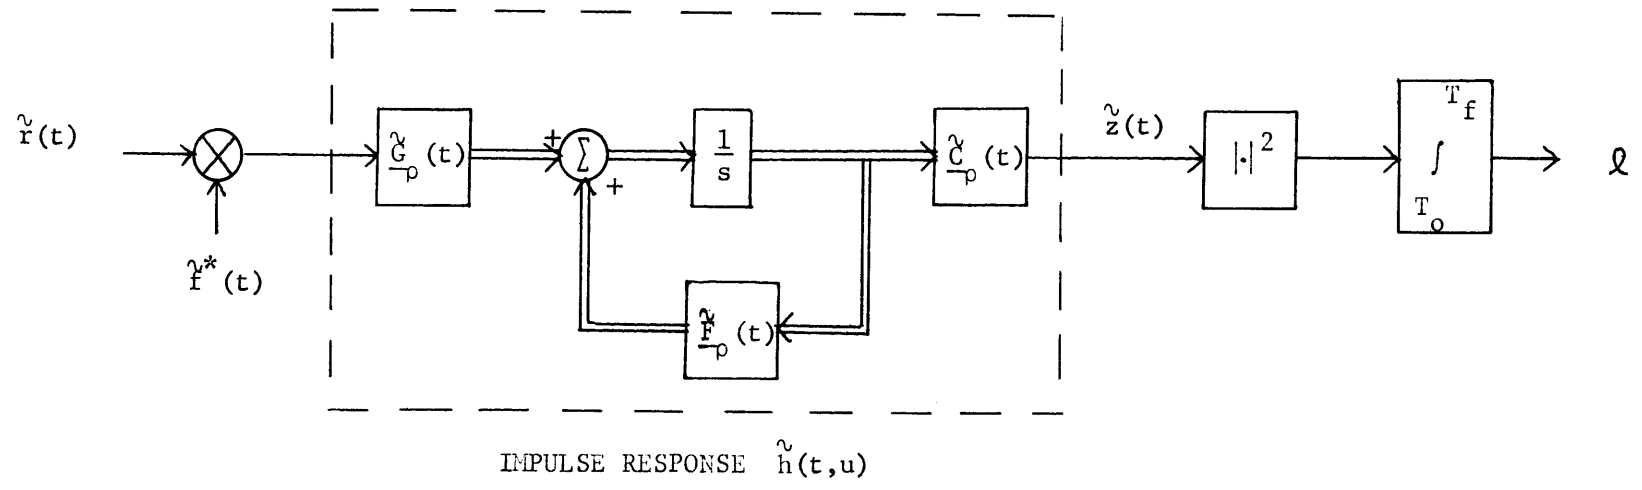 r̃(t)
f̃*(t)
G̃ρ(t)
+
Σ
+
1
s
F̃ρ(t)
C̃ρ(t)
z̃(t)
|·|²
Tf
∫
To
ℓ
IMPULSE RESPONSE h̃(t,u)